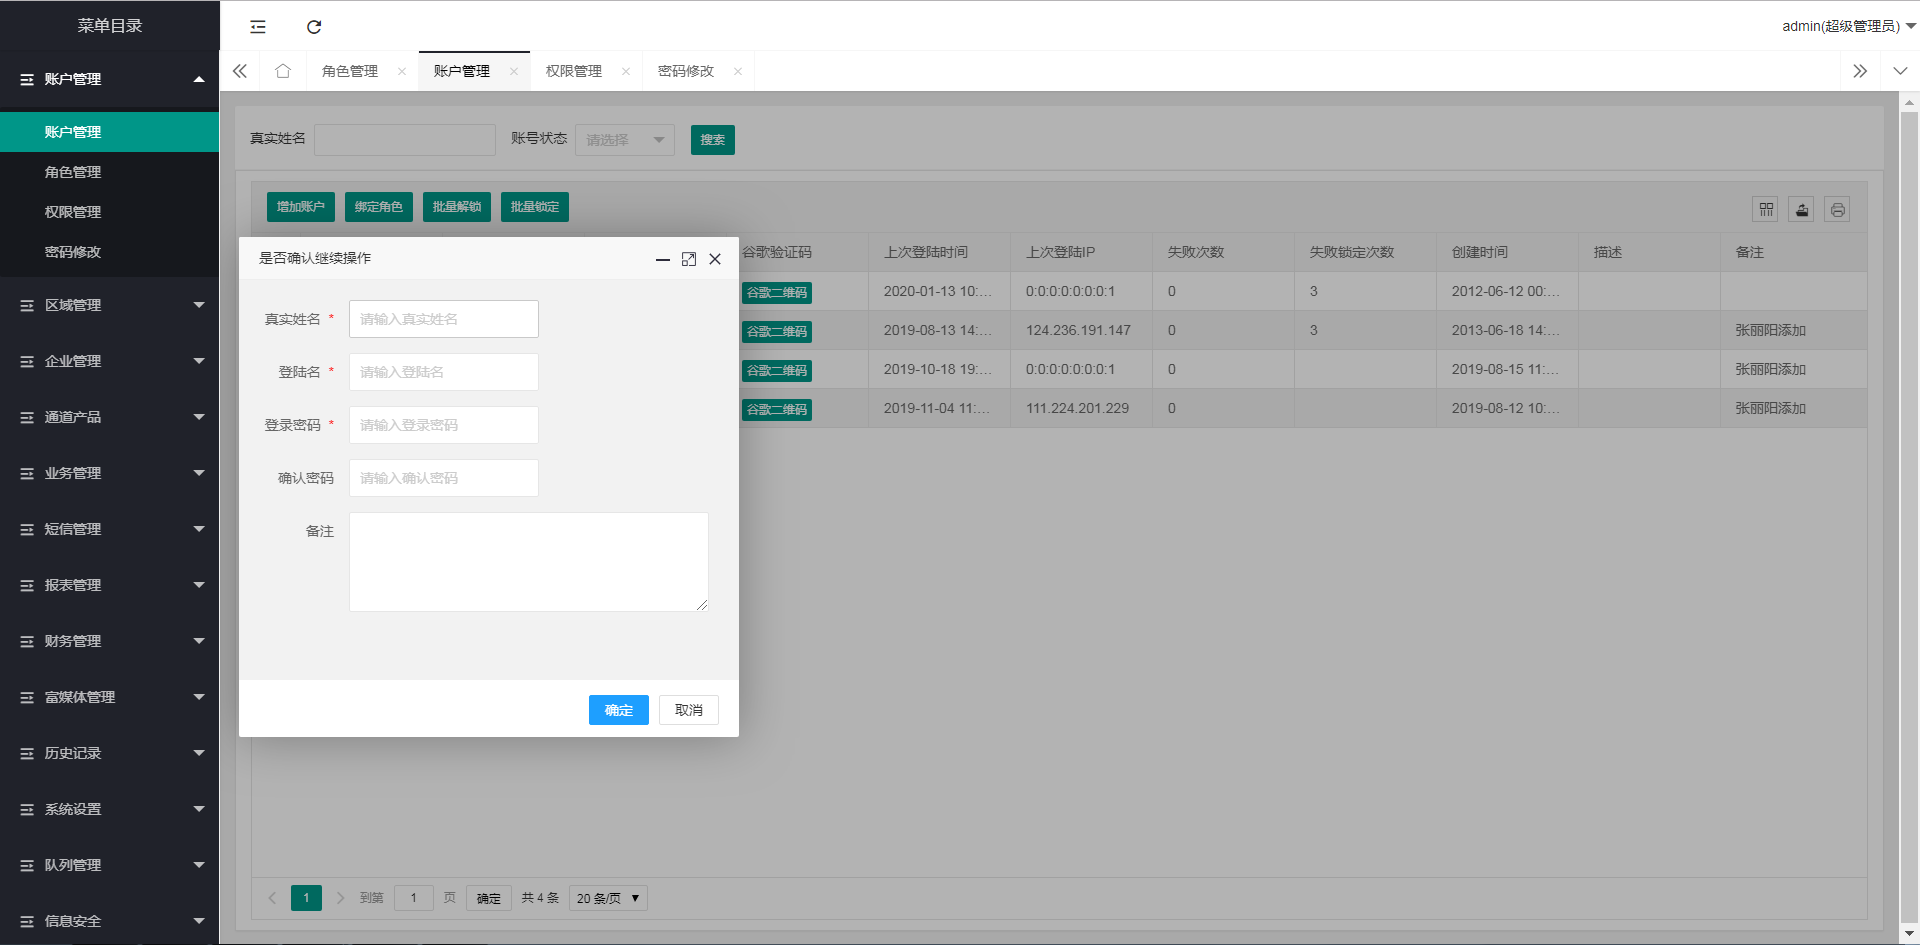 菜单目录
admin(超级管理员)
角色管理
账户管理
权限管理
密码修改
账户管理
账户管理
角色管理
权限管理
密码修改
区域管理
企业管理
通道产品
业务管理
短信管理
报表管理
财务管理
富媒体管理
历史记录
系统设置
队列管理
信息安全
真实姓名 账号状态 请选择 搜索
增加账户 绑定角色 批量解锁 批量锁定
谷歌验证码 上次登陆时间 上次登陆IP 失败次数 失败锁定次数 创建时间 描述 备注
谷歌二维码 2020-01-13 10:... 0:0:0:0:0:0:0:1 0 3 2012-06-12 00:...
谷歌二维码 2019-08-13 14:... 124.236.191.147 0 3 2013-06-18 14:... 张丽阳添加
谷歌二维码 2019-10-18 19:... 0:0:0:0:0:0:0:1 0 2019-08-15 11:... 张丽阳添加
谷歌二维码 2019-11-04 11:... 111.224.201.229 0 2019-08-12 10:... 张丽阳添加
是否确认继续操作
真实姓名 * 请输入真实姓名
登陆名 * 请输入登陆名
登录密码 * 请输入登录密码
确认密码 请输入确认密码
备注
确定 取消
1 到第 1 页 确定 共 4 条 20 条/页